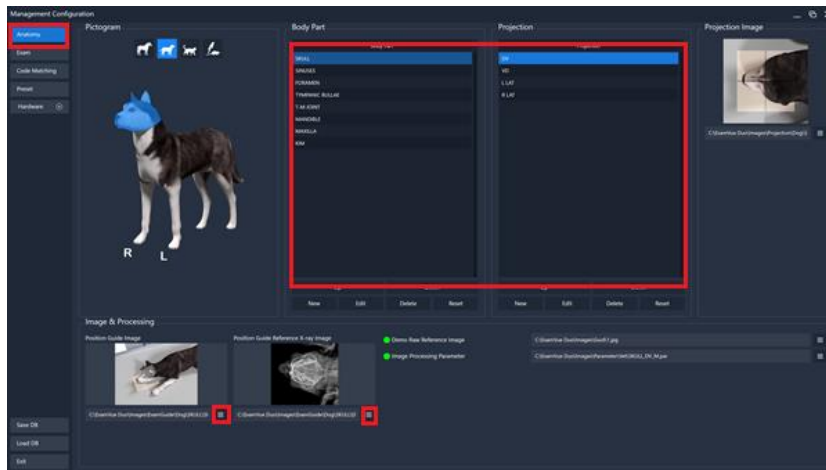 Management Configuration
Anatomy
Exam
Code Matching
Preset
Hardware
Save DB
Load DB
Exit
Pictogram
R L
Body Part
SKULL
SINUSES
FORAMEN
TYMPANIC BULLAE
T-M JOINT
MANDIBLE
MAXILLA
New Edit Delete Reset
Projection
DV
VD
L LAT
R LAT
New Edit Delete Reset
Projection Image
Image & Processing
Position Guide Image
Position Guide Reference X-ray Image
Demo Raw Reference Image
Image Processing Parameter